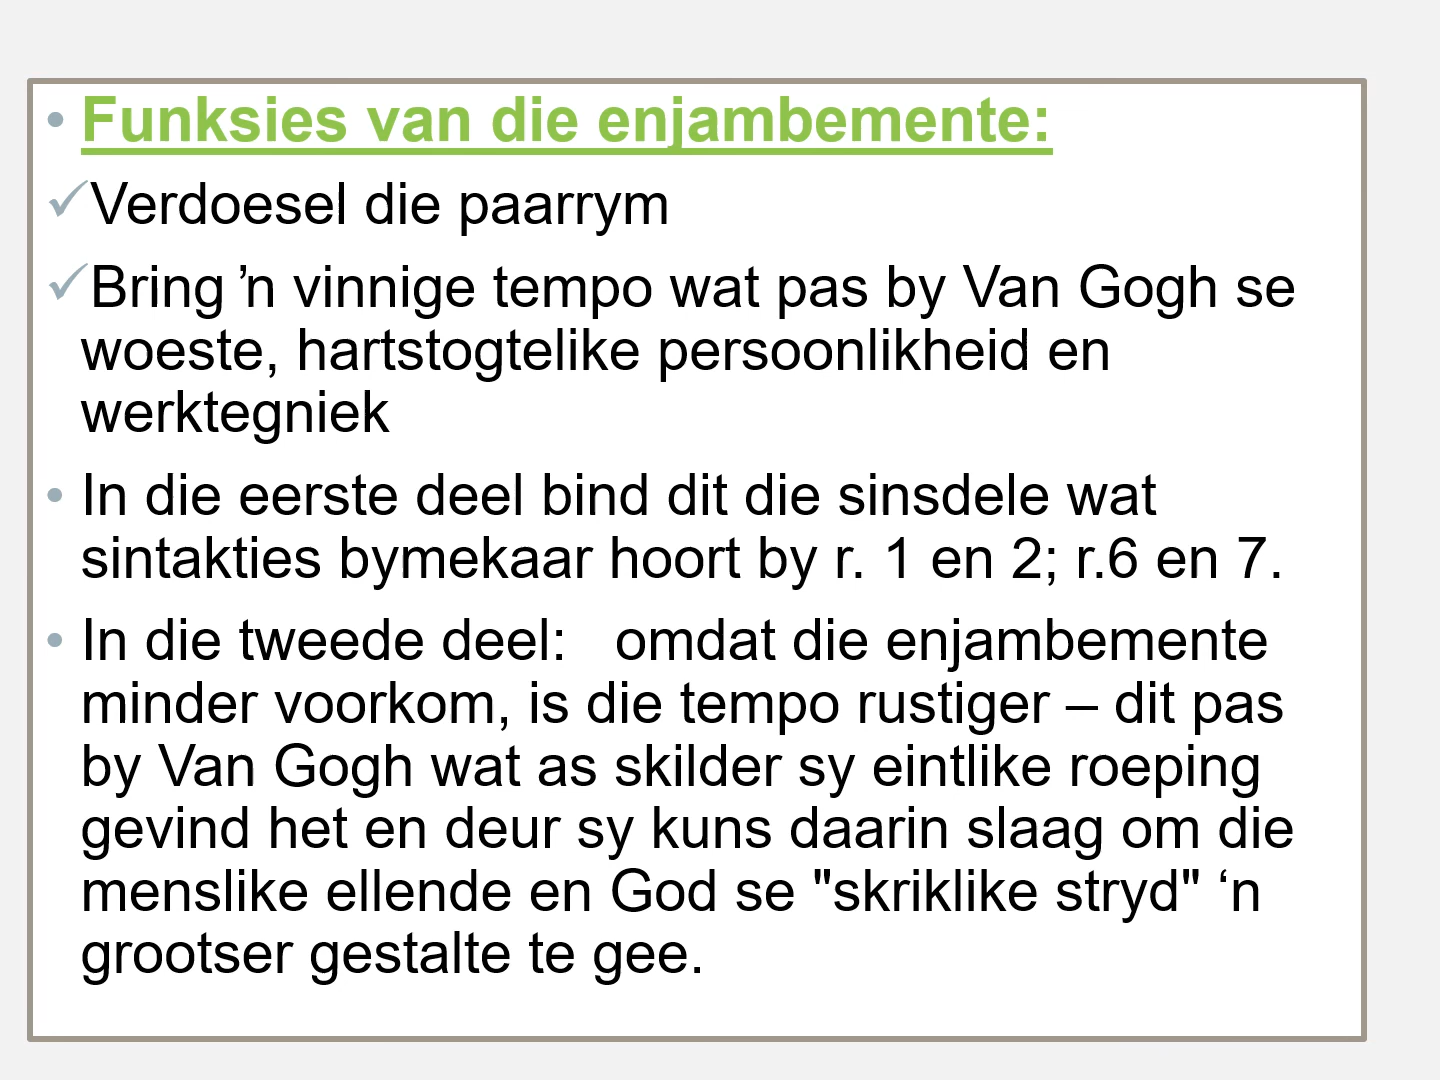 • Funksies van die enjambemente:
✓Verdoesel die paarrym
✓Bring ’n vinnige tempo wat pas by Van Gogh se
woeste, hartstogtelike persoonlikheid en
werktegniek
• In die eerste deel bind dit die sinsdele wat
sintakties bymekaar hoort by r. 1 en 2; r.6 en 7.
• In die tweede deel:   omdat die enjambemente
minder voorkom, is die tempo rustiger – dit pas
by Van Gogh wat as skilder sy eintlike roeping
gevind het en deur sy kuns daarin slaag om die
menslike ellende en God se "skriklike stryd" ‘n
grootser gestalte te gee.